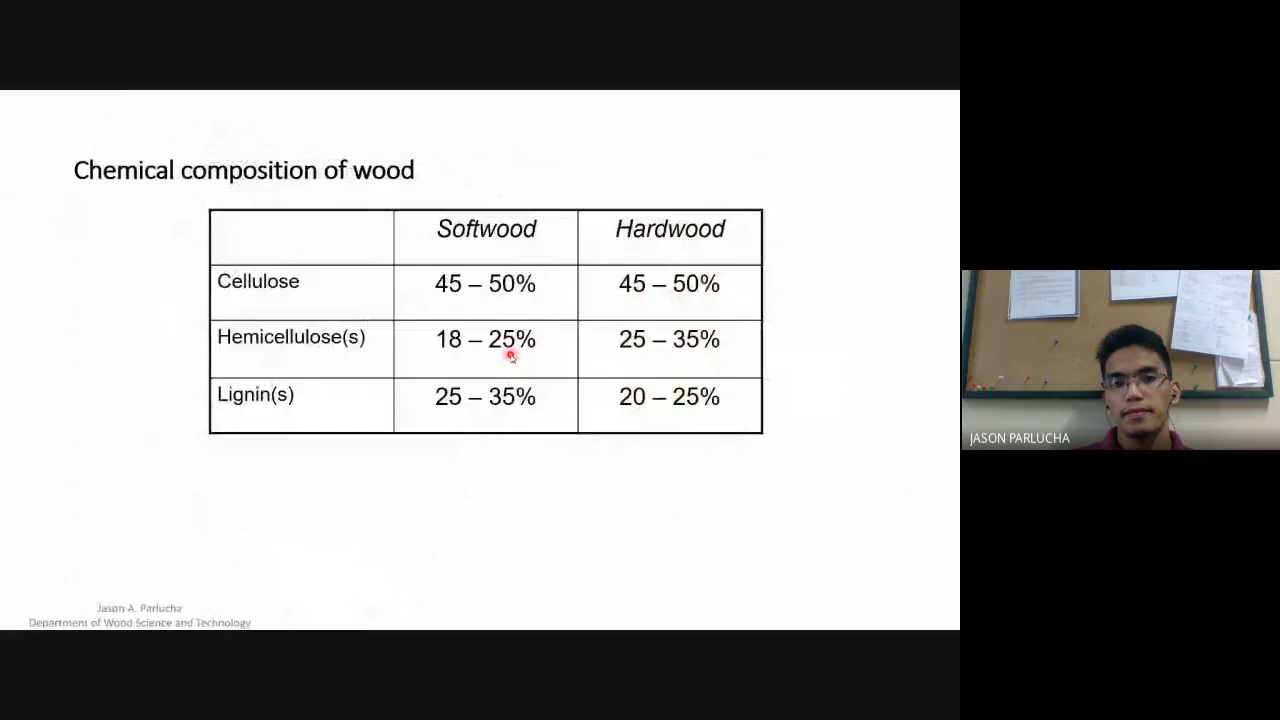 Chemical composition of wood
Softwood Hardwood
Cellulose 45 – 50% 45 – 50%
Hemicellulose(s) 18 – 25% 25 – 35%
Lignin(s) 25 – 35% 20 – 25%
Jason A. Parlucha
Department of Wood Science and Technology
JASON PARLUCHA